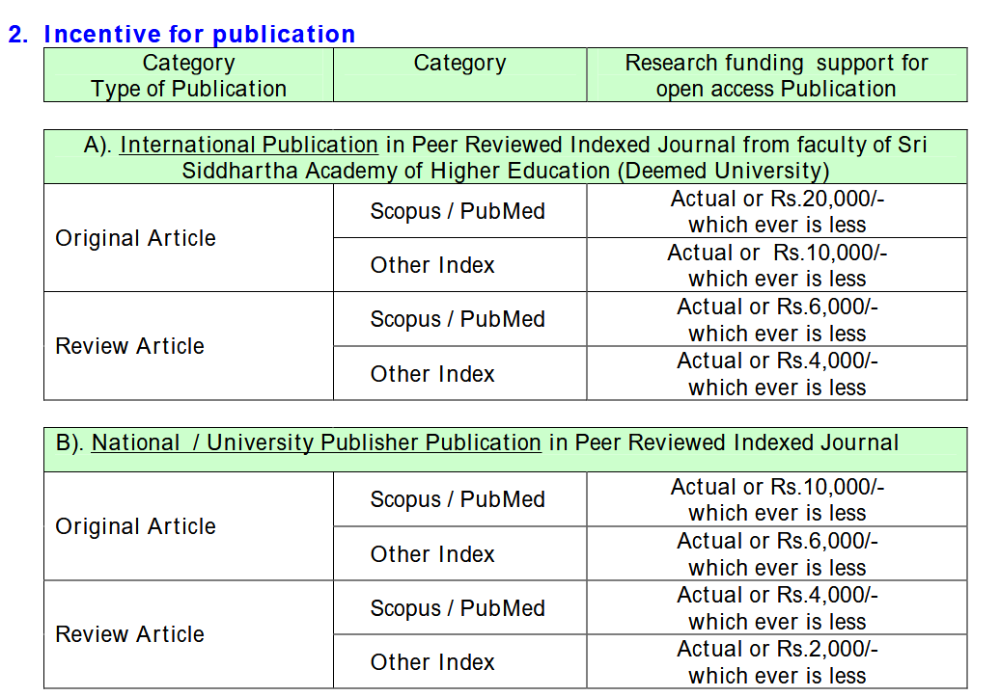 2. Incentive for publication
Category
Type of Publication
Category
Research funding support for
open access Publication
A). International Publication in Peer Reviewed Indexed Journal from faculty of Sri
Siddhartha Academy of Higher Education (Deemed University)
Original Article
Scopus / PubMed
Actual or Rs.20,000/-
which ever is less
Other Index
Actual or Rs.10,000/-
which ever is less
Review Article
Scopus / PubMed
Actual or Rs.6,000/-
which ever is less
Other Index
Actual or Rs.4,000/-
which ever is less
B). National / University Publisher Publication in Peer Reviewed Indexed Journal
Original Article
Scopus / PubMed
Actual or Rs.10,000/-
which ever is less
Other Index
Actual or Rs.6,000/-
which ever is less
Review Article
Scopus / PubMed
Actual or Rs.4,000/-
which ever is less
Other Index
Actual or Rs.2,000/-
which ever is less